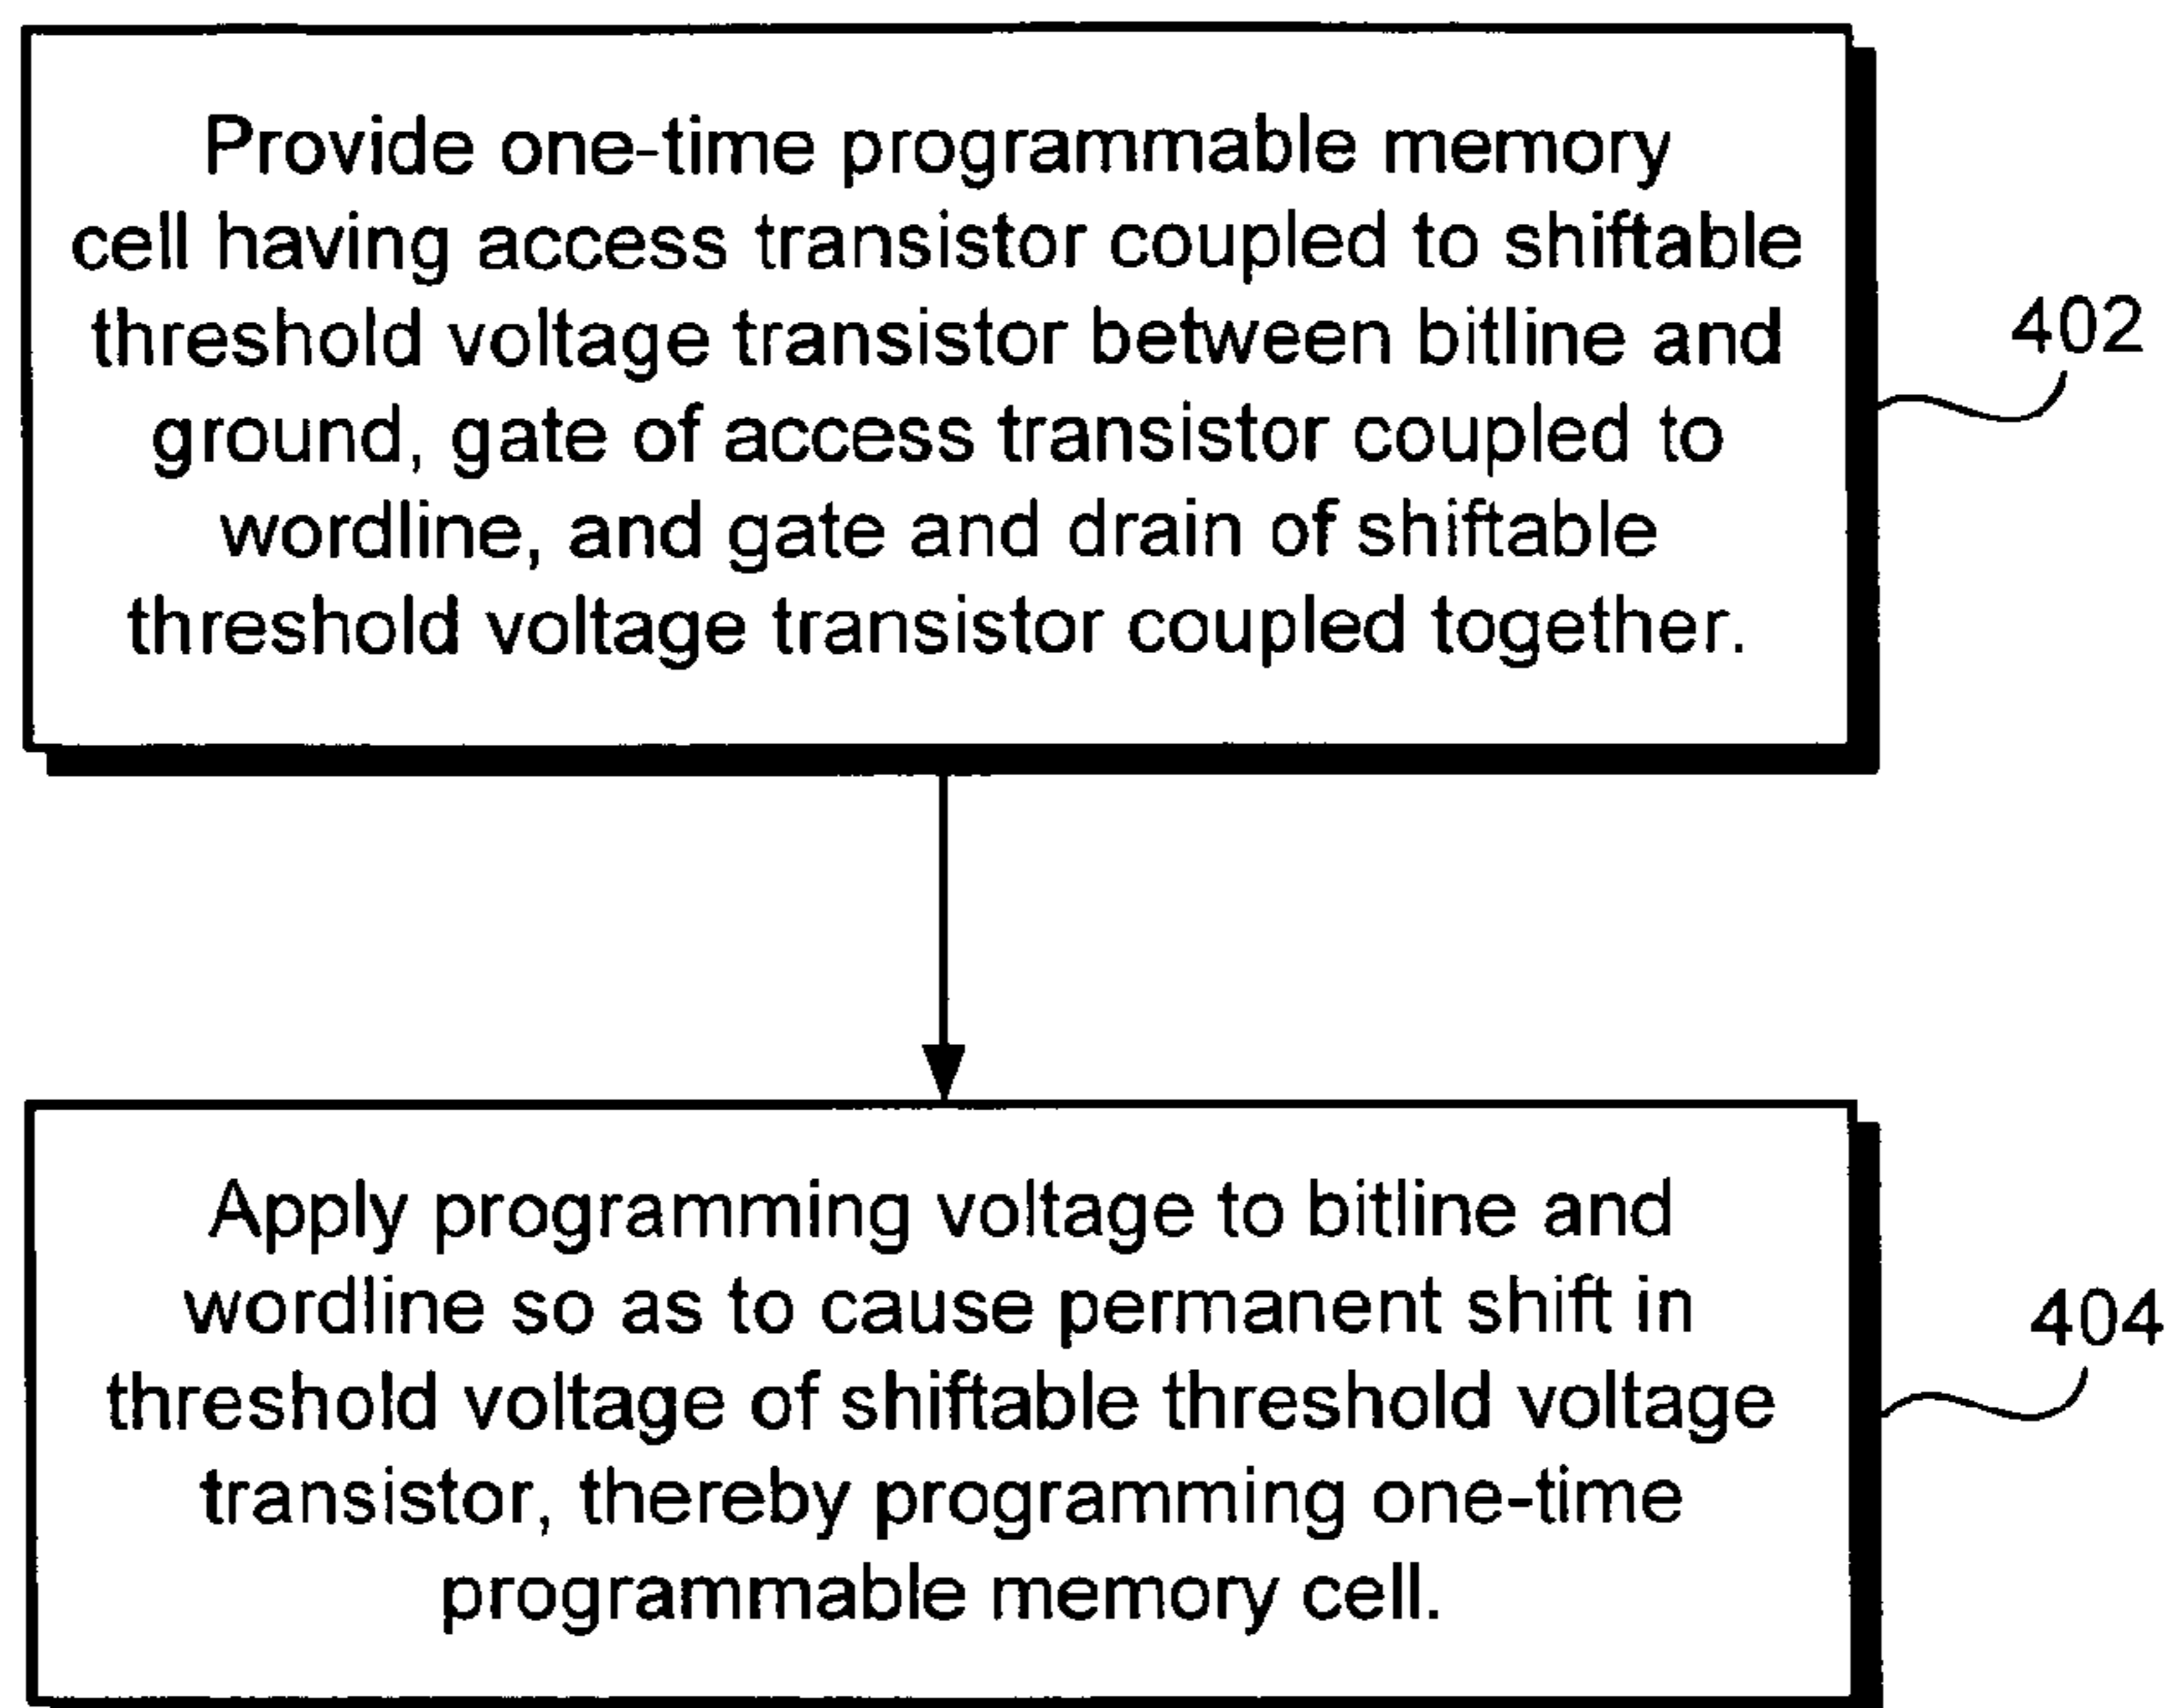 Provide one-time programmable memory
cell having access transistor coupled to shiftable
threshold voltage transistor between bitline and
ground, gate of access transistor coupled to
wordline, and gate and drain of shiftable
threshold voltage transistor coupled together.
402
Apply programming voltage to bitline and
wordline so as to cause permanent shift in
threshold voltage of shiftable threshold voltage
transistor, thereby programming one-time
programmable memory cell.
404